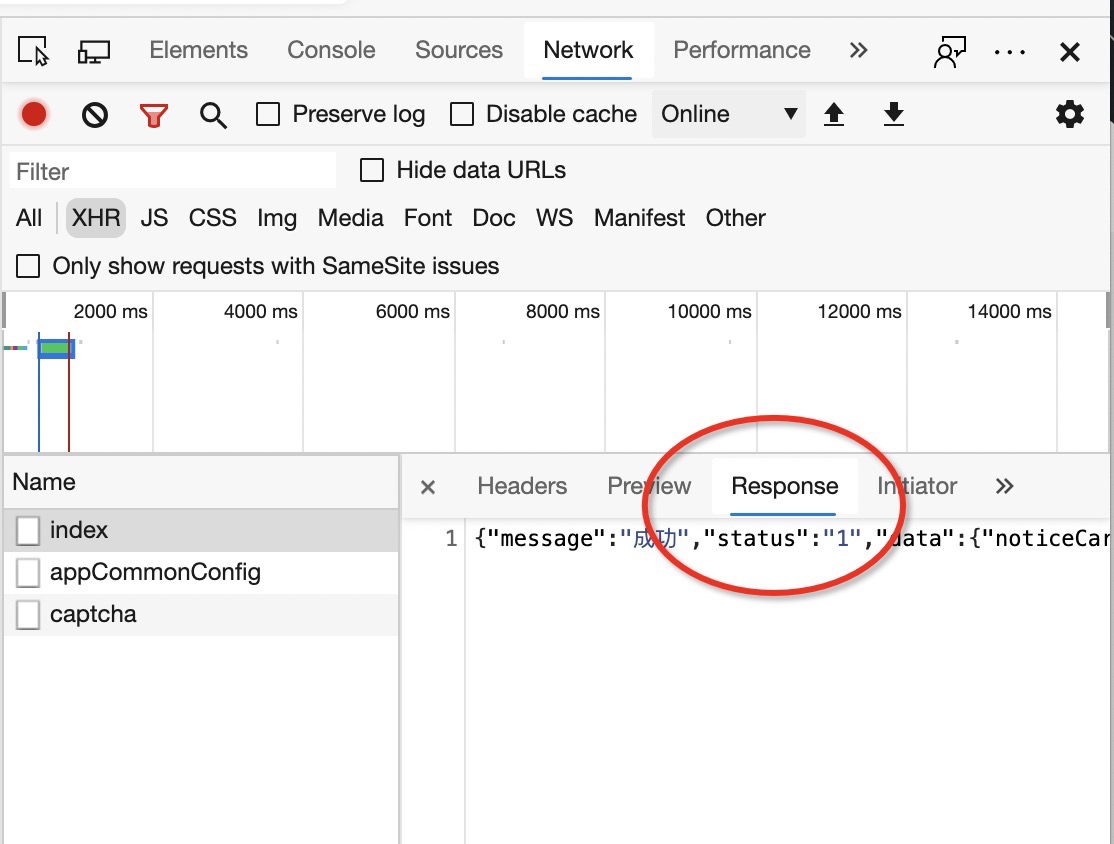 Elements Console Sources Network Performance »
Preserve log Disable cache Online ▼
Filter Hide data URLs
All XHR JS CSS Img Media Font Doc WS Manifest Other
Only show requests with SameSite issues
2000 ms 4000 ms 6000 ms 8000 ms 10000 ms 12000 ms 14000 ms
Name
× Headers Preview Response Initiator »
index
1 {"message":"成功","status":"1","data":{"noticeCar
appCommonConfig
captcha